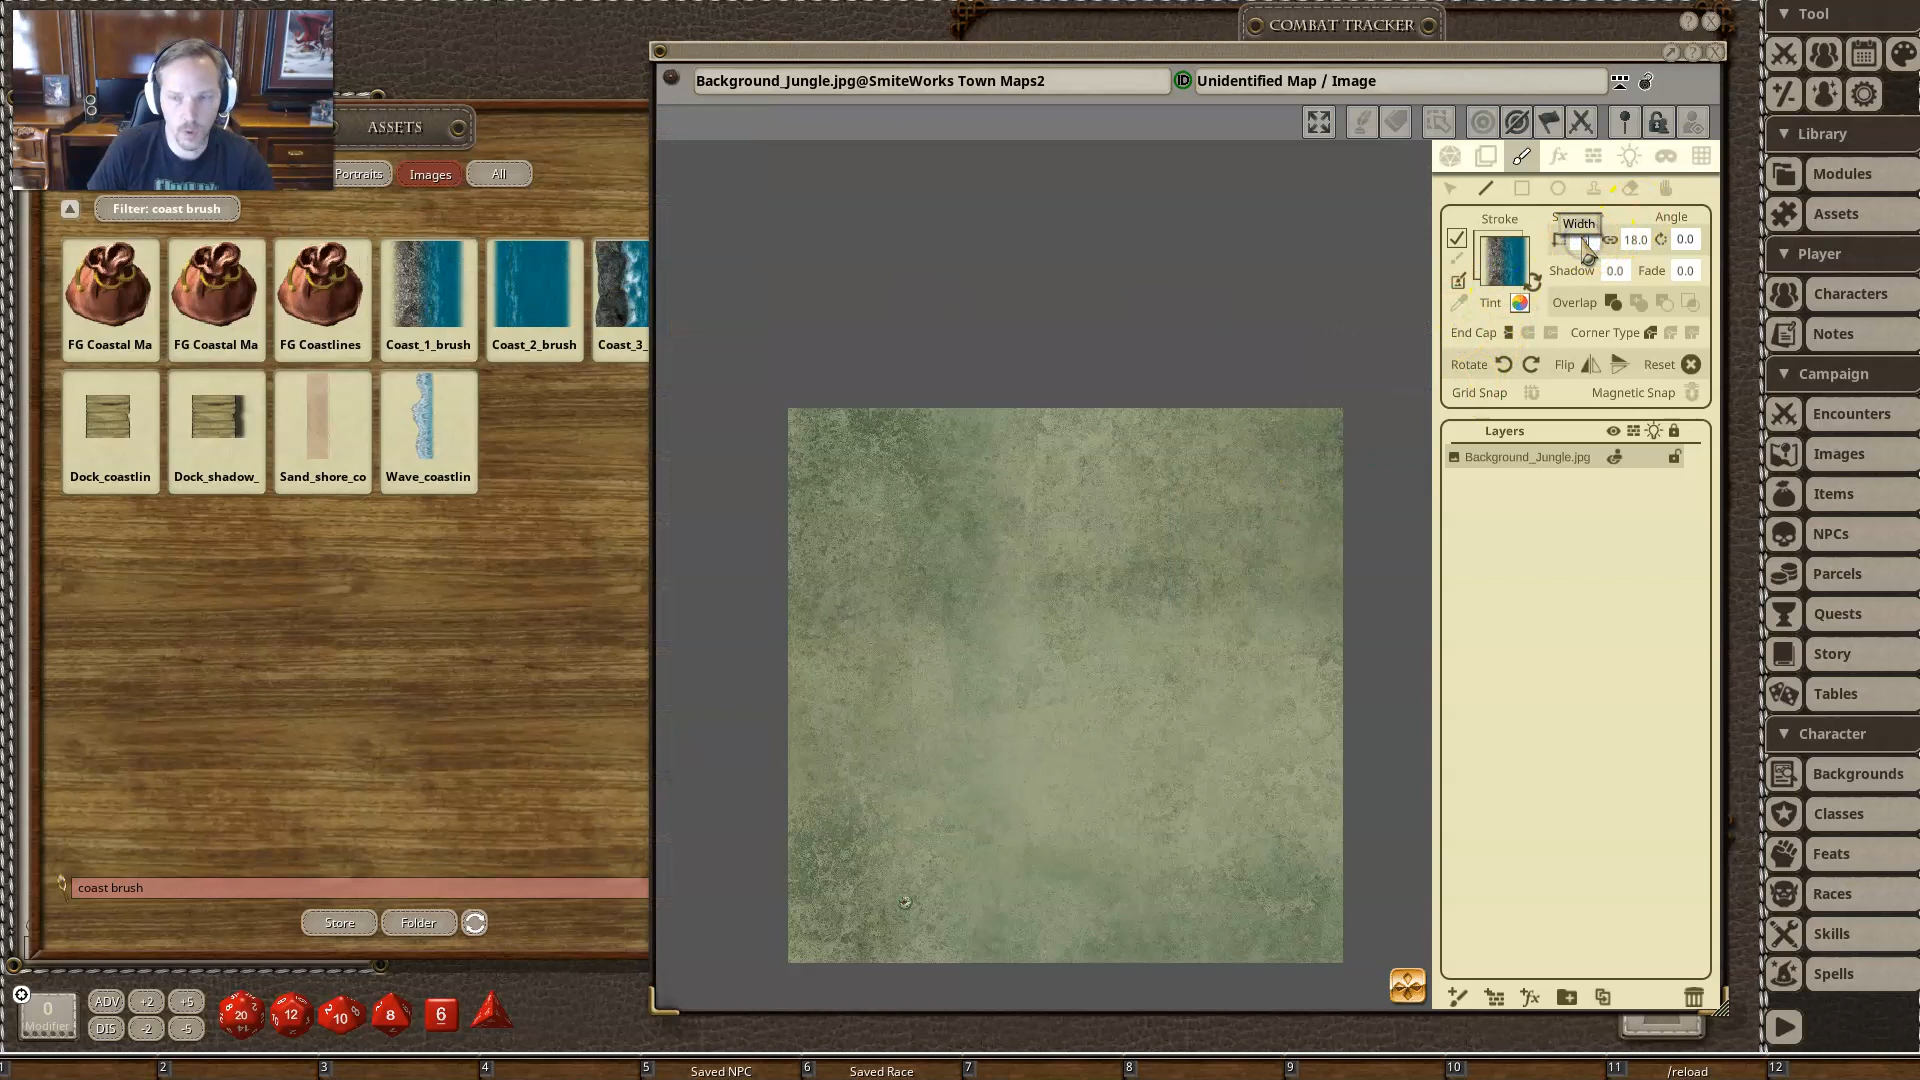 COMBAT TRACKER
Tool
Background_Jungle.jpg@SmiteWorks Town Maps2
ID
Unidentified Map / Image
ASSETS
Library
Portraits
Images
All
Modules
Filter: coast brush
Assets
Stroke
Width
Angle
18.0
0.0
Player
Shadow
0.0
Fade
0.0
Characters
Tint
Overlap
Notes
End Cap
Corner Type
FG Coastal Ma
FG Coastal Ma
FG Coastlines
Coast_1_brush
Coast_2_brush
Coast_3_
Rotate
Flip
Reset
Campaign
Grid Snap
Magnetic Snap
Encounters
Layers
Images
Background_Jungle.jpg
Dock_coastlin
Dock_shadow_
Sand_shore_co
Wave_coastlin
Items
NPCs
Parcels
Quests
Story
Tables
Character
Backgrounds
Classes
Feats
Races
coast brush
Store
Folder
Skills
Spells
0
Modifier
ADV
+2
+5
DIS
-2
-5
20
12
10
8
6
1
2
3
4
5
Saved NPC
6
Saved Race
7
8
9
10
11
/reload
12